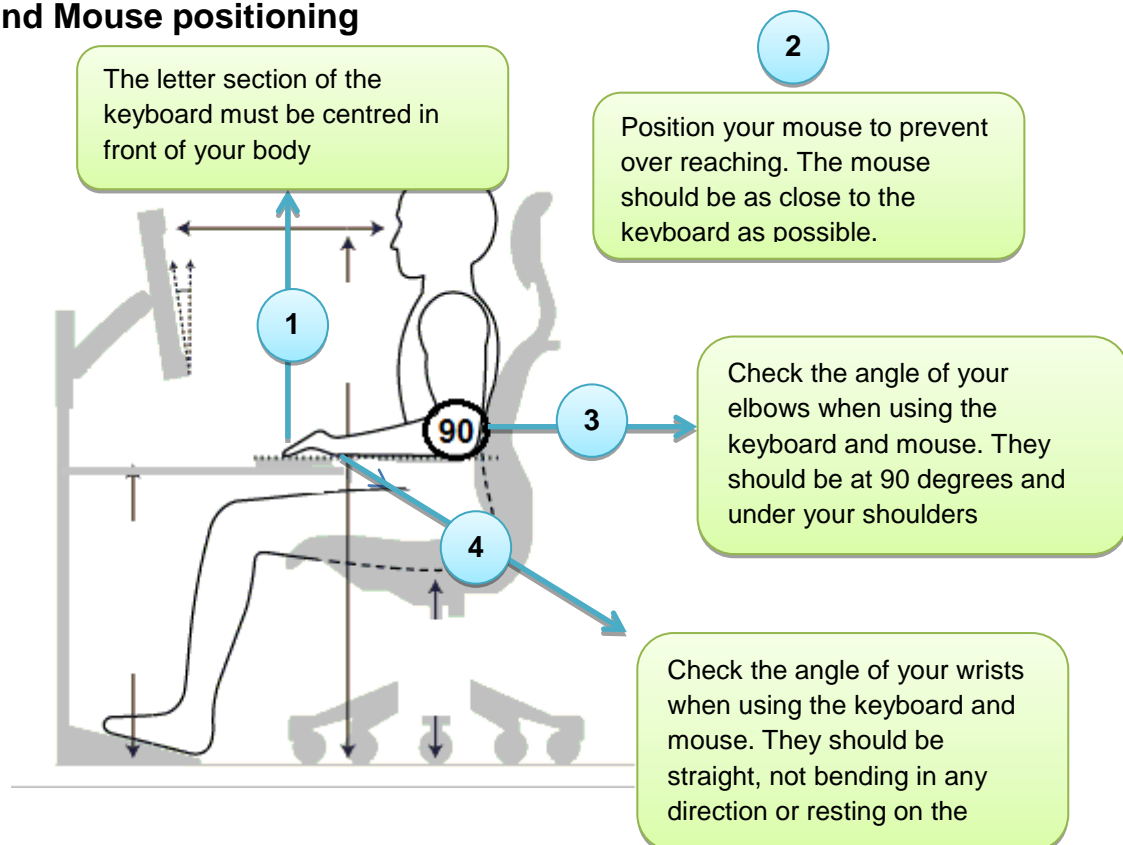 nd Mouse positioning
2
The letter section of the
keyboard must be centred in
front of your body
Position your mouse to prevent
over reaching. The mouse
should be as close to the
keyboard as possible.
1
Check the angle of your
elbows when using the
keyboard and mouse. They
should be at 90 degrees and
under your shoulders
3
90
4
Check the angle of your wrists
when using the keyboard and
mouse. They should be
straight, not bending in any
direction or resting on the